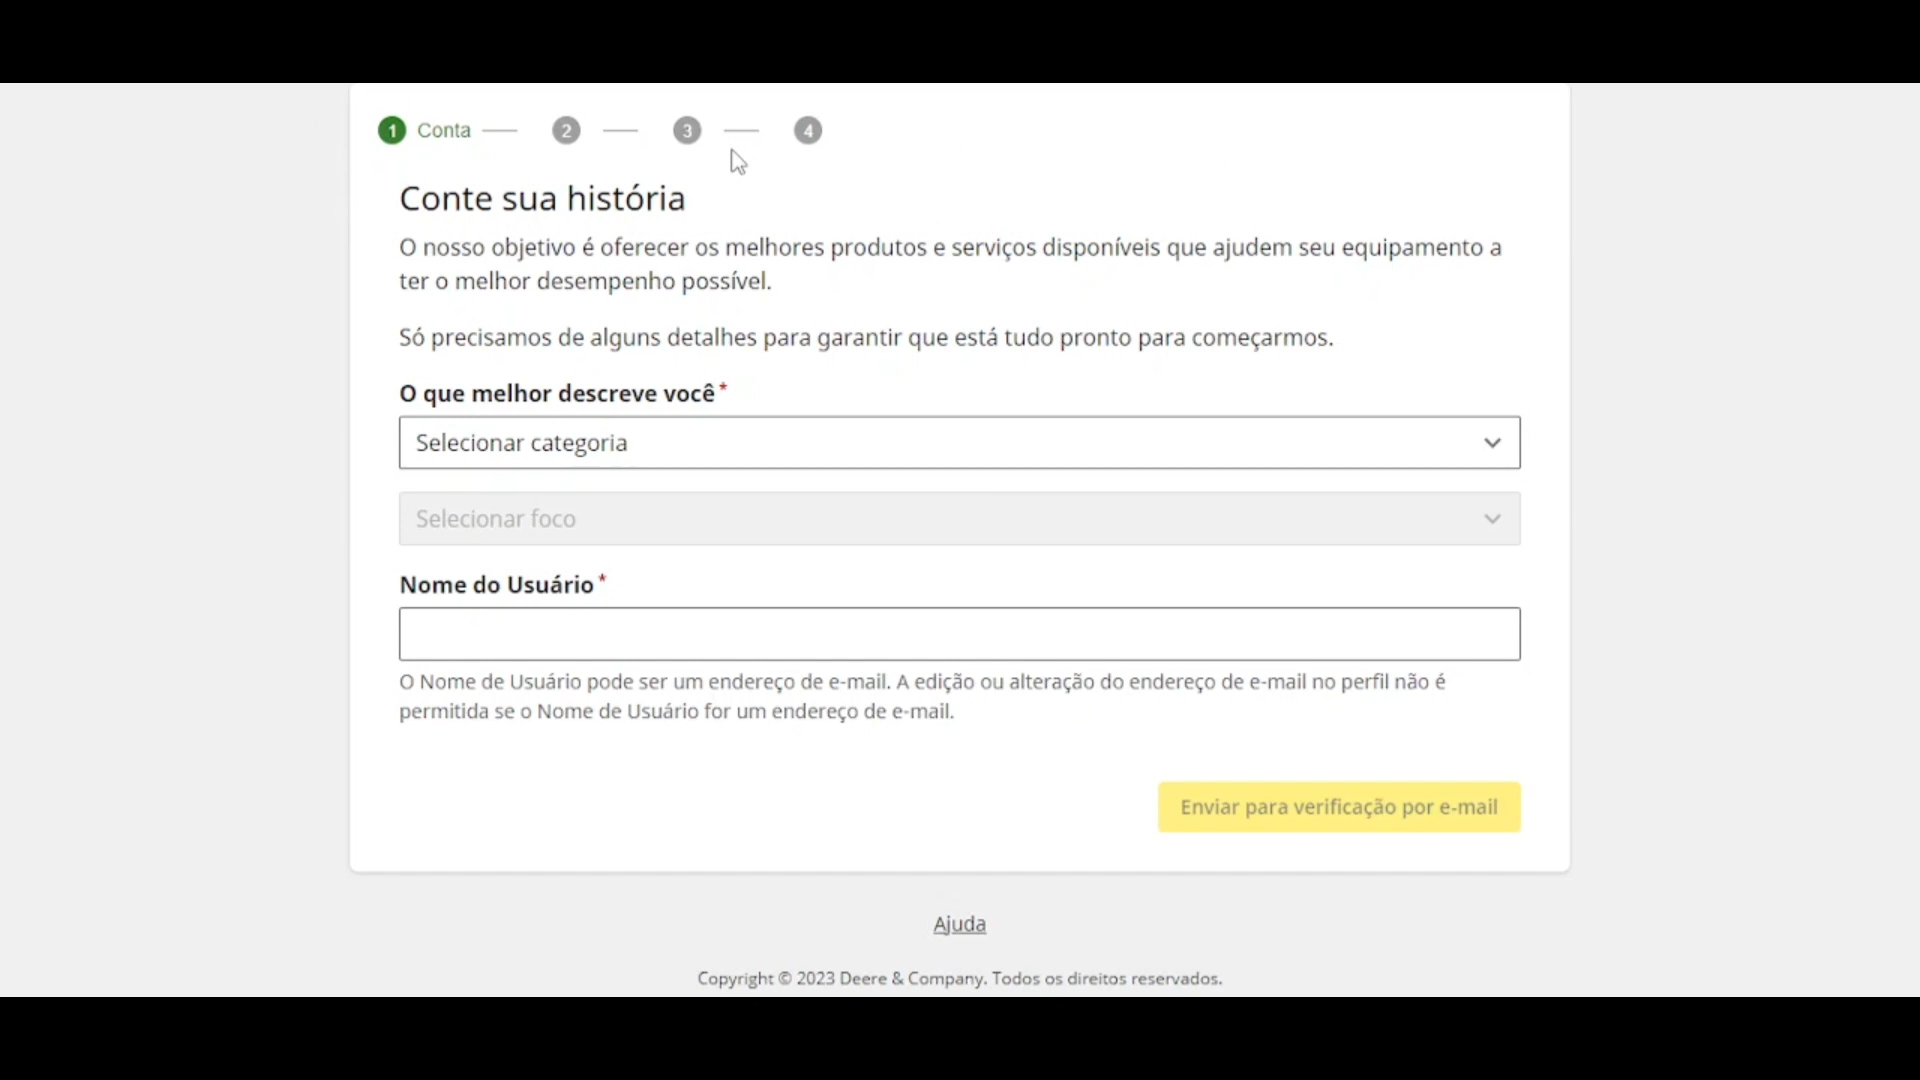 1 Conta 2 3 4
Conte sua história
O nosso objetivo é oferecer os melhores produtos e serviços disponíveis que ajudem seu equipamento a
ter o melhor desempenho possível.
Só precisamos de alguns detalhes para garantir que está tudo pronto para começarmos.
O que melhor descreve você*
Selecionar categoria
Selecionar foco
Nome do Usuário*
O Nome de Usuário pode ser um endereço de e-mail. A edição ou alteração do endereço de e-mail no perfil não é
permitida se o Nome de Usuário for um endereço de e-mail.
Enviar para verificação por e-mail
Ajuda
Copyright © 2023 Deere & Company. Todos os direitos reservados.